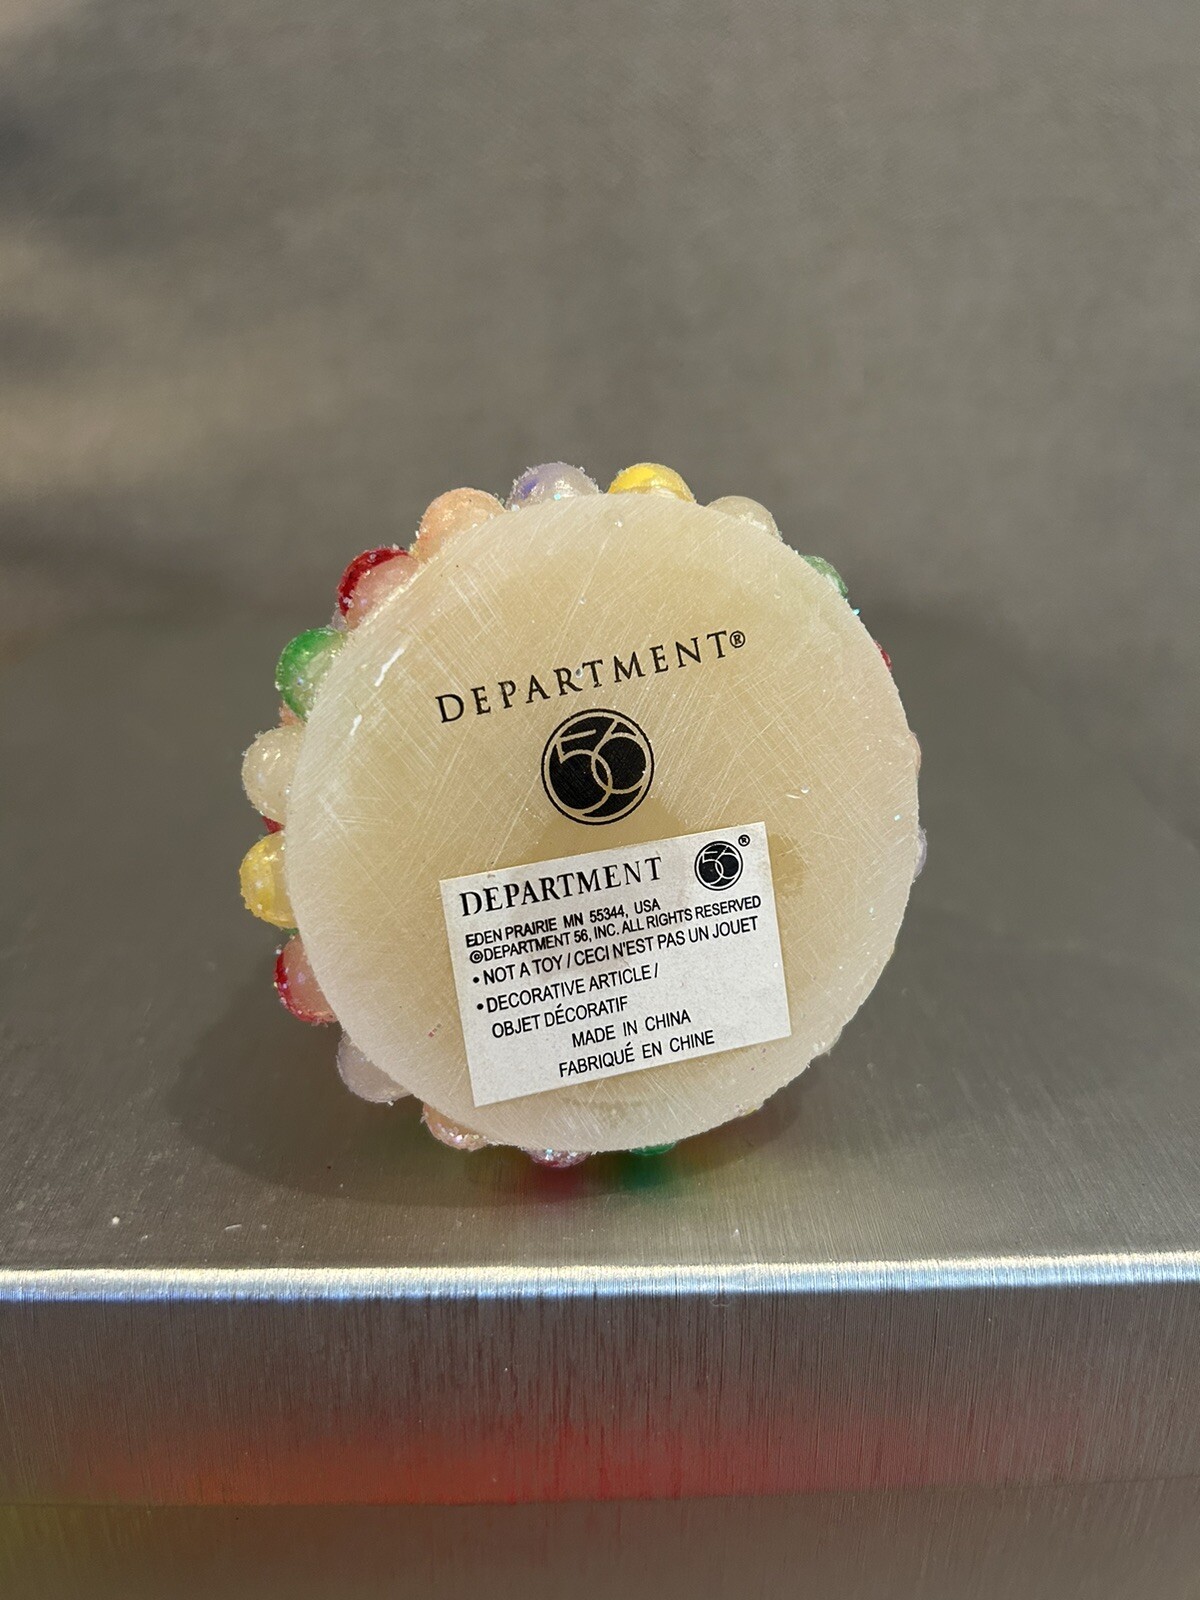 DEPARTMENT®
56
DEPARTMENT 56®
EDEN PRAIRIE MN 55344, USA
©DEPARTMENT 56, INC. ALL RIGHTS RESERVED
• NOT A TOY / CECI N'EST PAS UN JOUET
• DECORATIVE ARTICLE /
OBJET DÉCORATIF
MADE IN CHINA
FABRIQUÉ EN CHINE